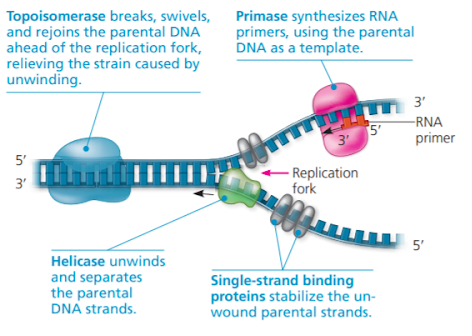 Topoisomerase breaks, swivels,
and rejoins the parental DNA
ahead of the replication fork,
relieving the strain caused by
unwinding.
Primase synthesizes RNA
primers, using the parental
DNA as a template.
3′
RNA
primer
5′
3′
5′
3′
Replication
fork
5′
Helicase unwinds
and separates
the parental
DNA strands.
Single-strand binding
proteins stabilize the un-
wound parental strands.